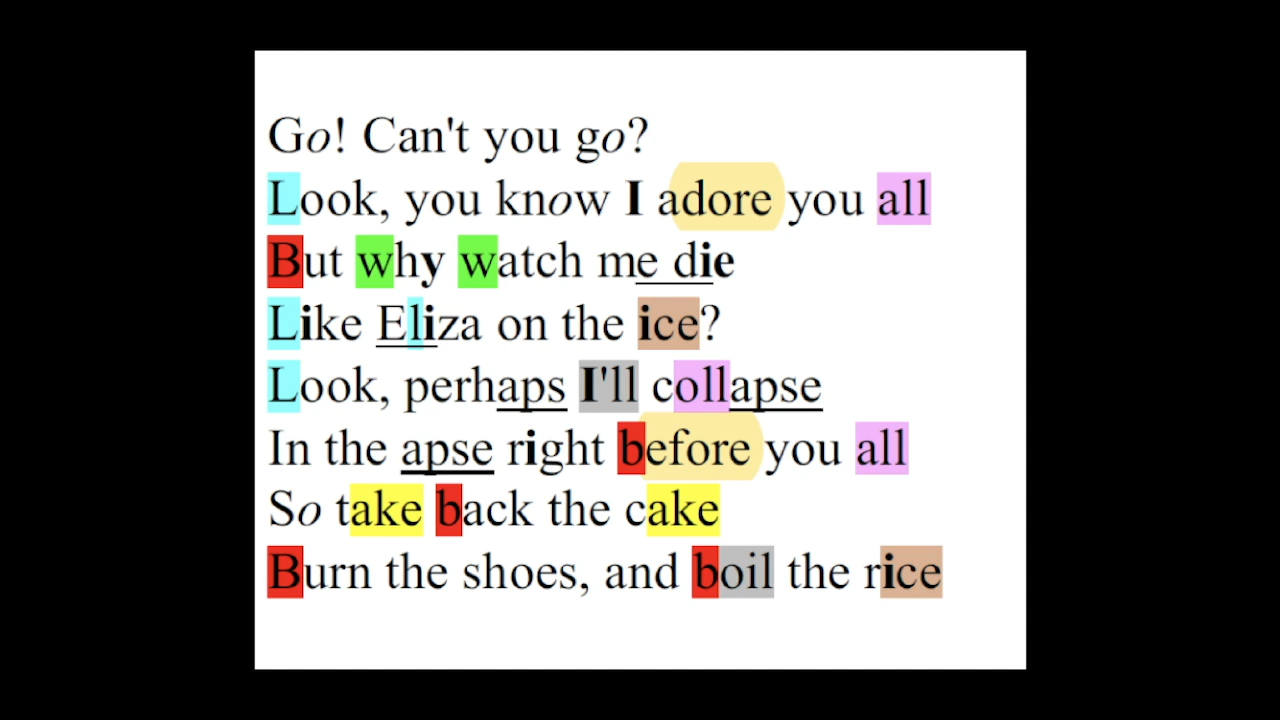 Go! Can't you go?
Look, you know I adore you all
But why watch me die
Like Eliza on the ice?
Look, perhaps I'll collapse
In the apse right before you all
So take back the cake
Burn the shoes, and boil the rice